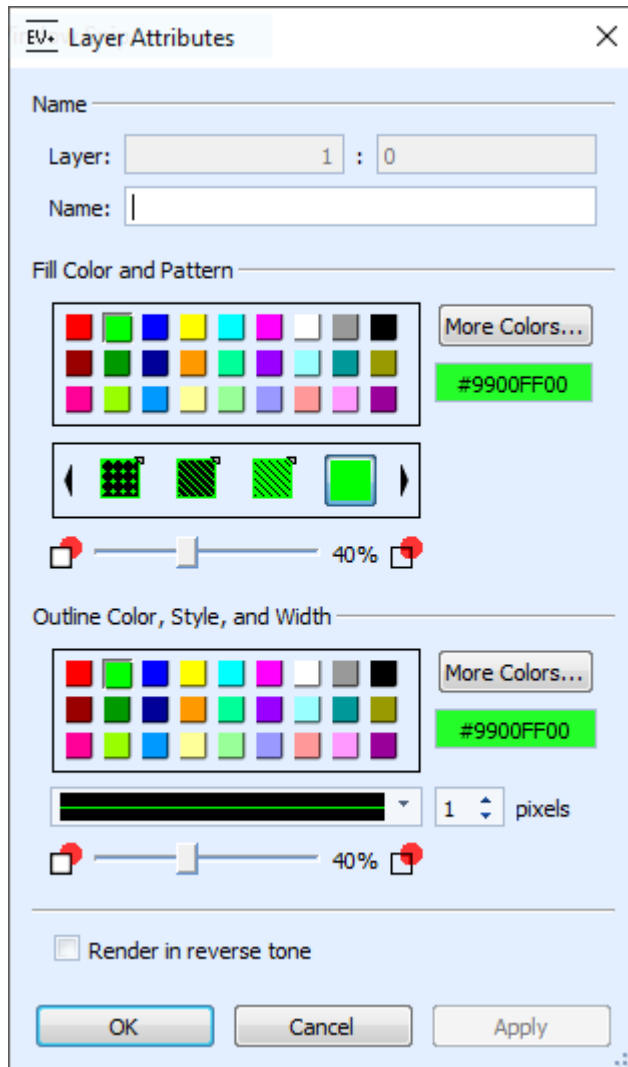 EV+ Layer Attributes
Name
Layer: 1 : 0
Name:
Fill Color and Pattern
More Colors...
#9900FF00
40%
Outline Color, Style, and Width
More Colors...
#9900FF00
1 pixels
40%
Render in reverse tone
OK Cancel Apply